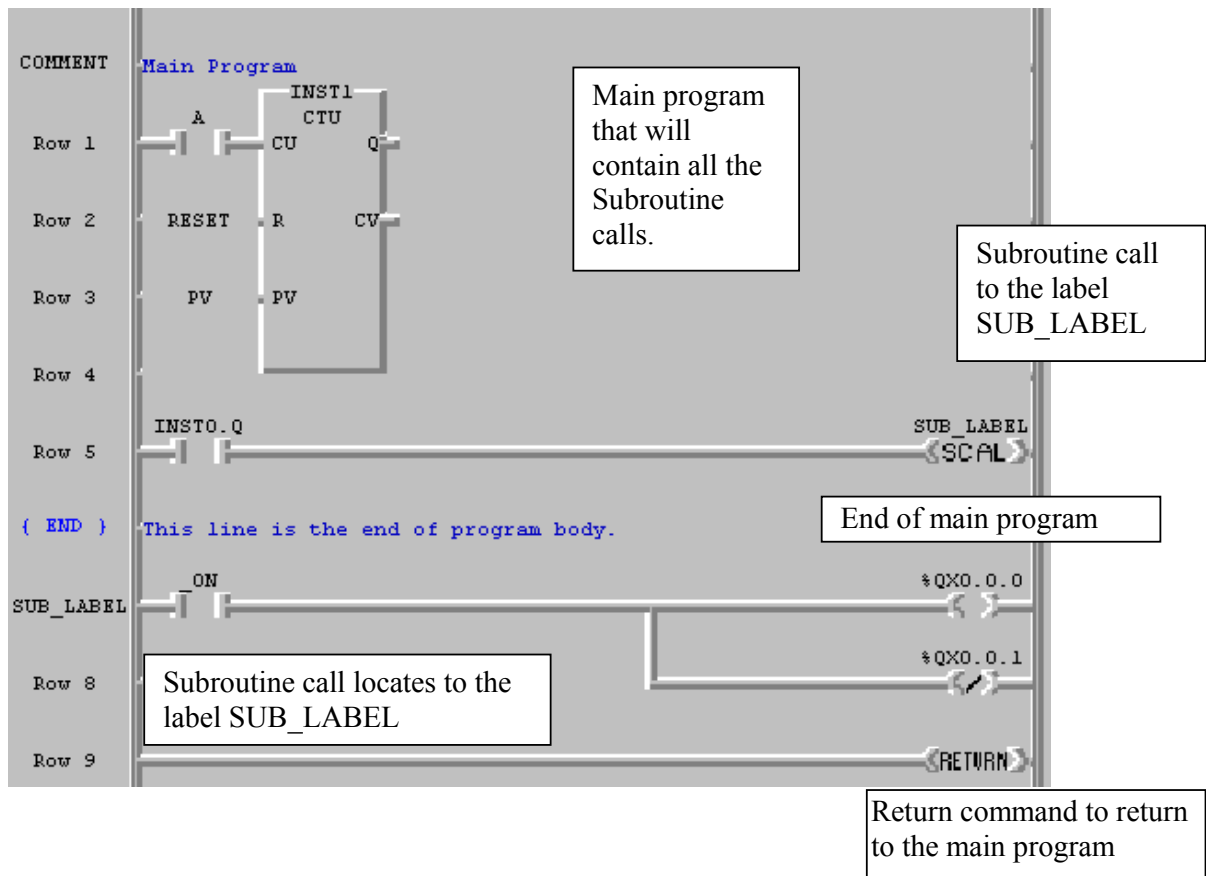 COMMENT Main Program
INST1
A CTU
Row 1 CU Q
Row 2 RESET R CV
Row 3 PV PV
Row 4
Main program
that will
contain all the
Subroutine
calls.
Subroutine call
to the label
SUB_LABEL
INST0.Q SUB_LABEL
Row 5 SCAL
{ END } This line is the end of program body.
End of main program
_ON %QX0.0.0
SUB_LABEL
%QX0.0.1
Row 8
Subroutine call locates to the
label SUB_LABEL
Row 9 RETURN
Return command to return
to the main program